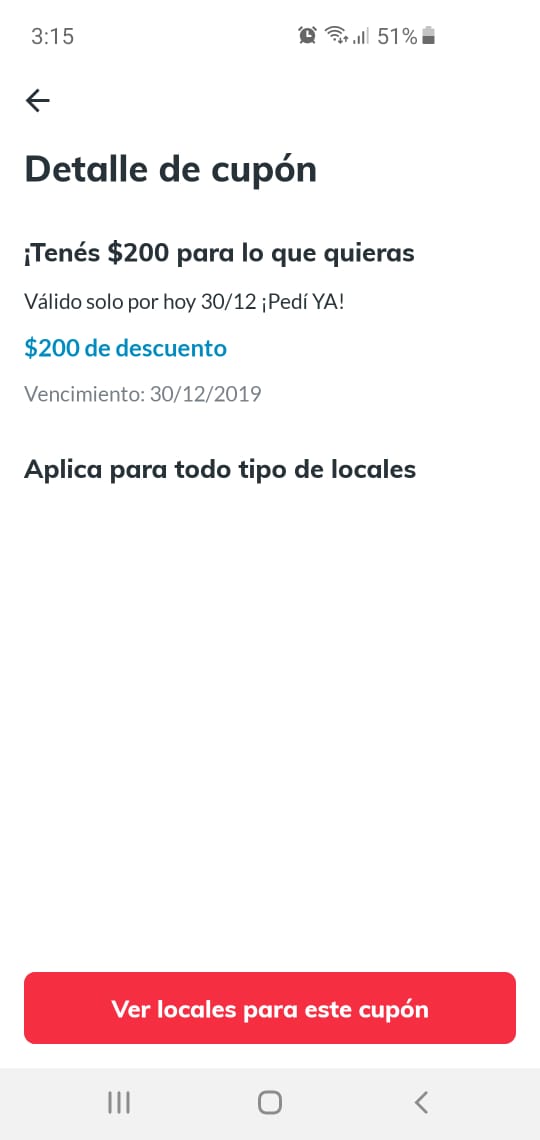 3:15 51%
Detalle de cupón
¡Tenés $200 para lo que quieras
Válido solo por hoy 30/12 ¡Pedí YA!
$200 de descuento
Vencimiento: 30/12/2019
Aplica para todo tipo de locales
Ver locales para este cupón